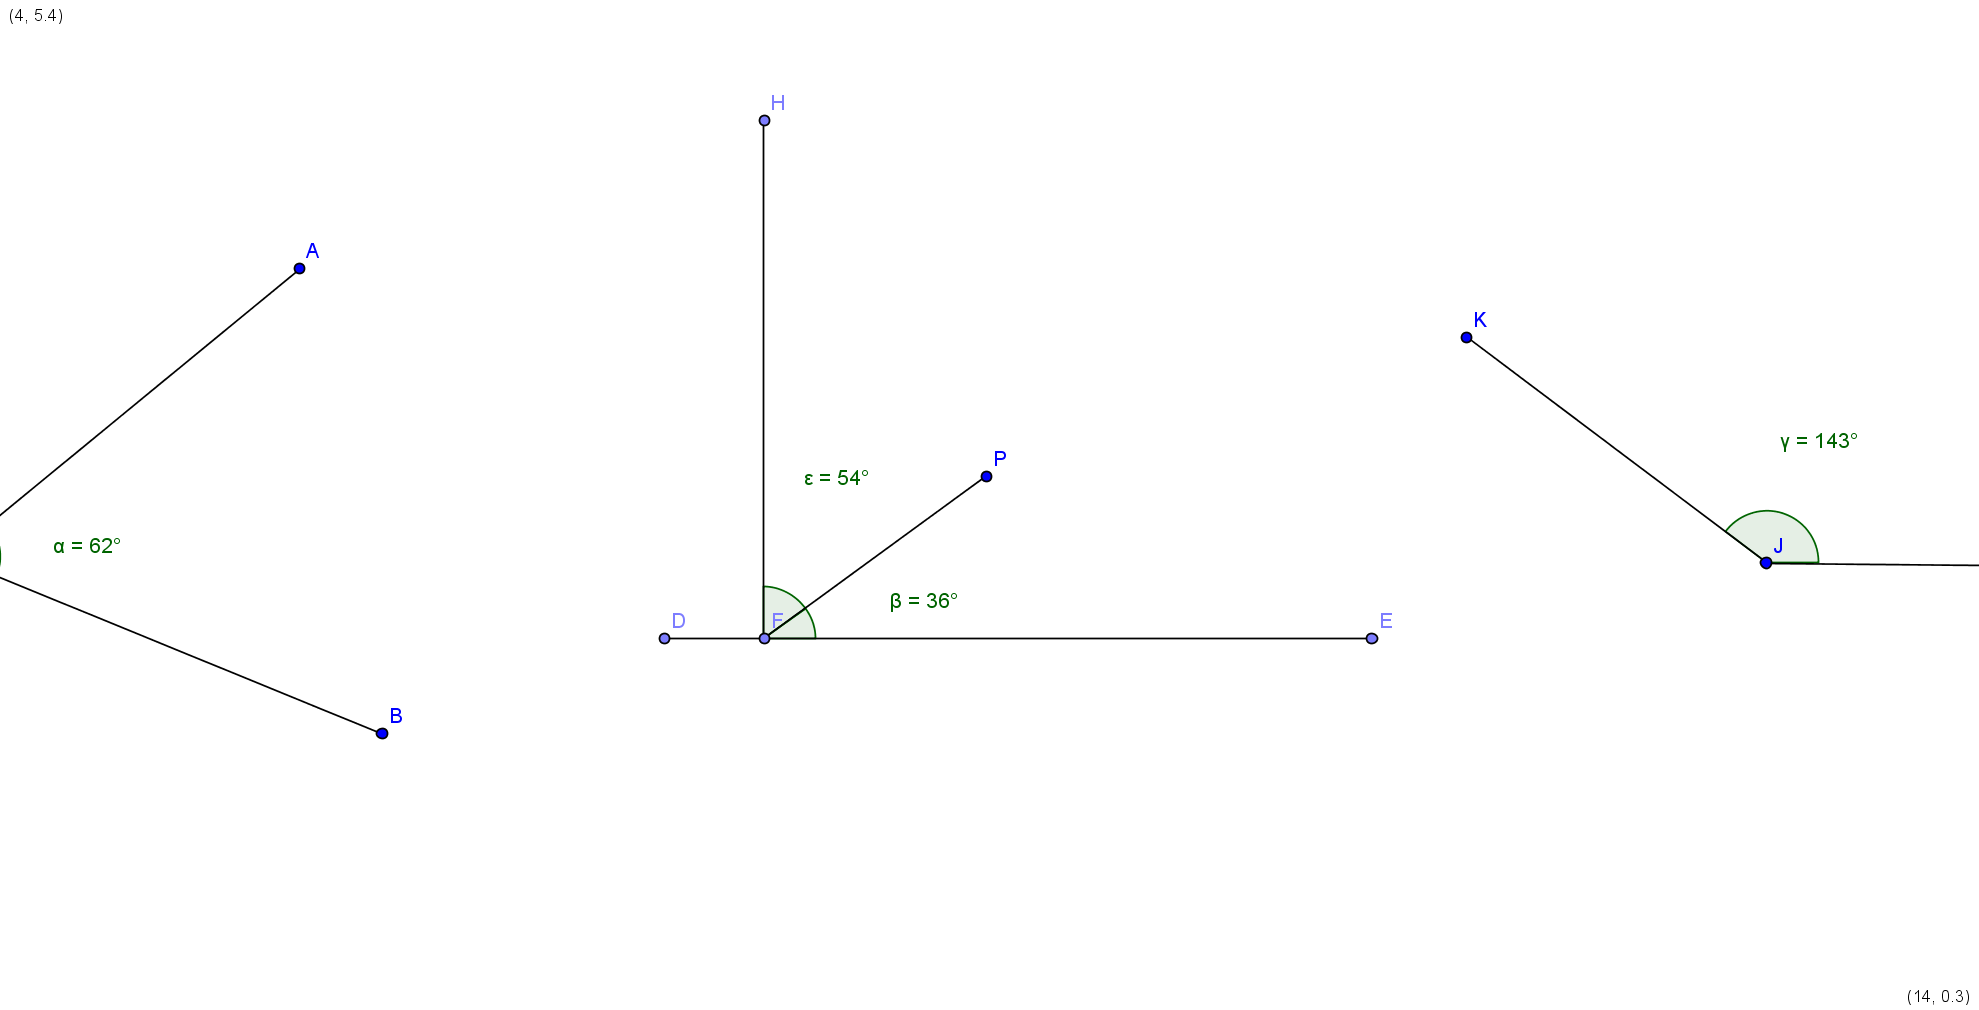 (4, 5.4)
H
A
K
γ = 143°
P
ε = 54°
α = 62°
J
β = 36°
D
F
E
B
(14, 0.3)